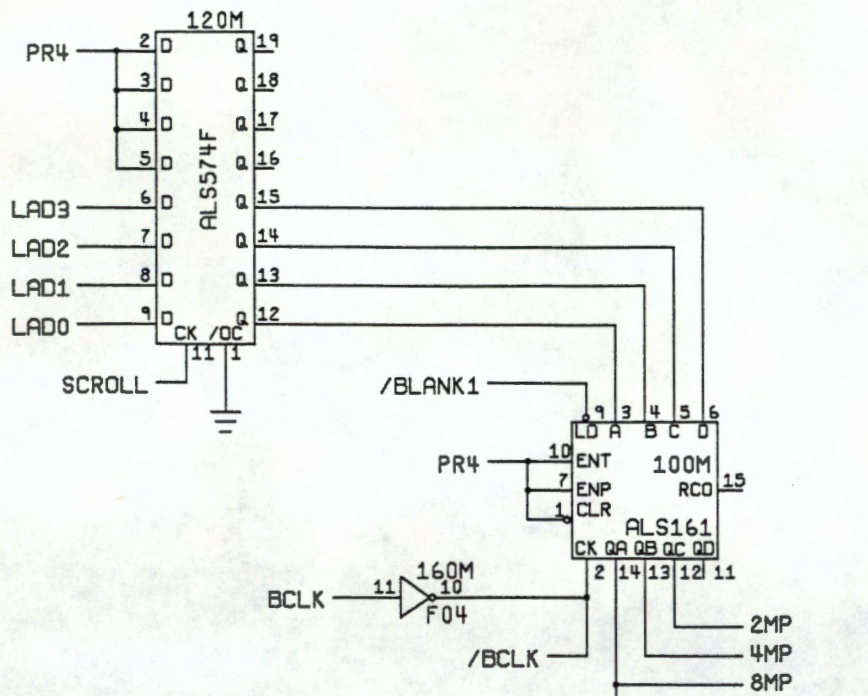 120M
PR4 2 D Q 19
3 D Q 18
4 D Q 17
5 D Q 16
LAD3 6 D Q 15
LAD2 7 D Q 14
LAD1 8 D Q 13
LAD0 9 D Q 12
ALS574F
CK /OC
11 1
SCROLL
/BLANK1
9 3 4 5 6
LD A B C D
PR4 10 ENT 100M
7 ENP RCO 15
1 CLR
ALS161
CK QA QB QC QD
2 14 13 12 11
160M
BCLK 11 10
F04
/BCLK
2MP
4MP
8MP